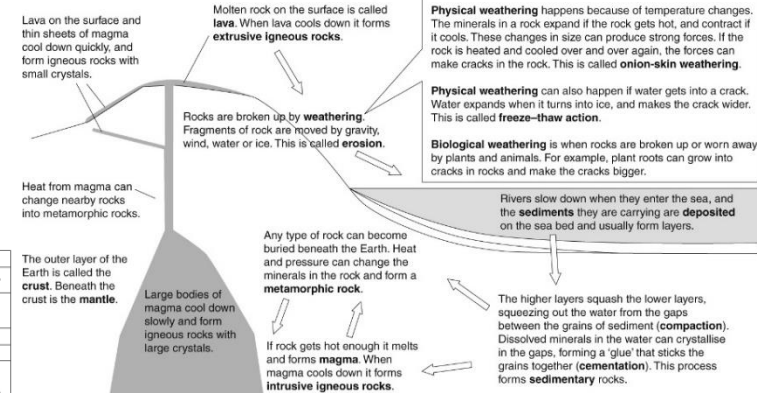 Lava on the surface and
thin sheets of magma
cool down quickly, and
form igneous rocks with
small crystals.
Molten rock on the surface is called
lava. When lava cools down it forms
extrusive igneous rocks.
Physical weathering happens because of temperature changes.
The minerals in a rock expand if the rock gets hot, and contract if
it cools. These changes in size can produce strong forces. If the
rock is heated and cooled over and over again, the forces can
make cracks in the rock. This is called onion-skin weathering.
Physical weathering can also happen if water gets into a crack.
Water expands when it turns into ice, and makes the crack wider.
This is called freeze–thaw action.
Biological weathering is when rocks are broken up or worn away
by plants and animals. For example, plant roots can grow into
cracks in rocks and make the cracks bigger.
Rocks are broken up by weathering.
Fragments of rock are moved by gravity,
wind, water or ice. This is called erosion.
Heat from magma can
change nearby rocks
into metamorphic rocks.
Rivers slow down when they enter the sea, and
the sediments they are carrying are deposited
on the sea bed and usually form layers.
The outer layer of the
Earth is called the
crust. Beneath the
crust is the mantle.
Any type of rock can become
buried beneath the Earth. Heat
and pressure can change the
minerals in the rock and form a
metamorphic rock.
Large bodies of
magma cool down
slowly and form
igneous rocks with
large crystals.
The higher layers squash the lower layers,
squeezing out the water from the gaps
between the grains of sediment (compaction).
Dissolved minerals in the water can crystallise
in the gaps, forming a ‘glue’ that sticks the
grains together (cementation). This process
forms sedimentary rocks.
If rock gets hot enough it melts
and forms magma. When
magma cools down it forms
intrusive igneous rocks.